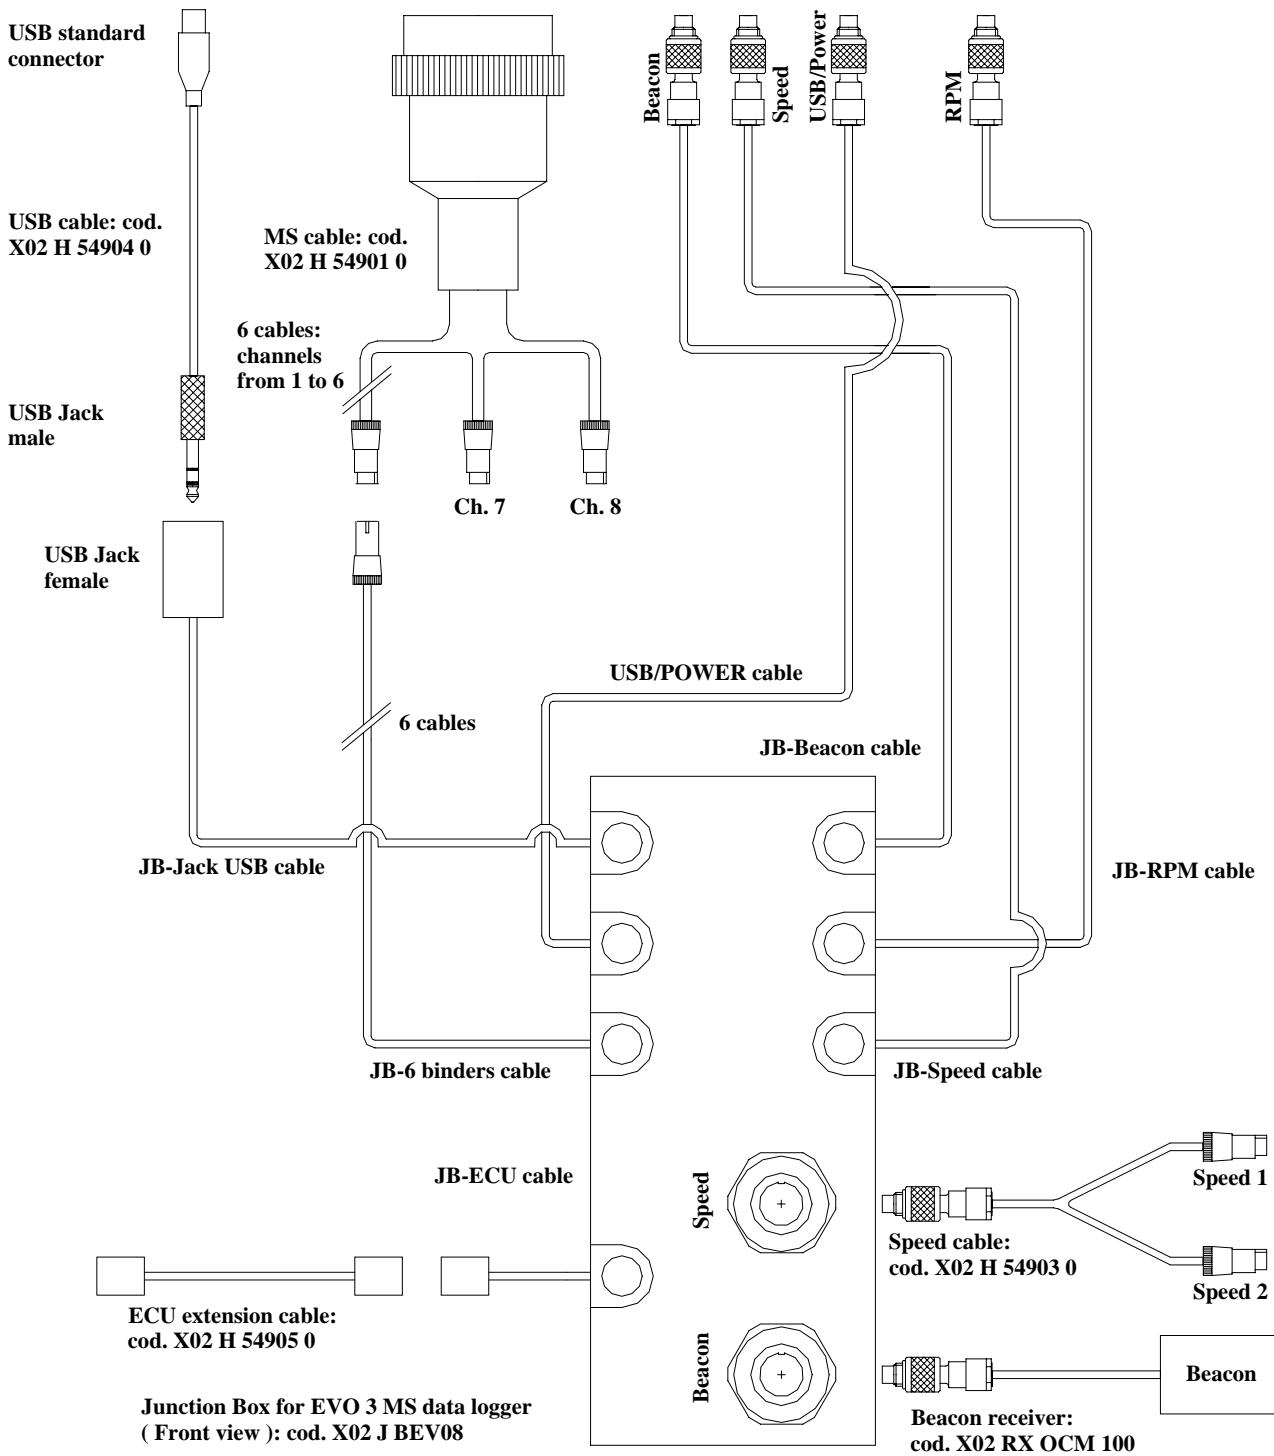 USB standard
connector
Beacon
Speed
USB/Power
RPM
USB cable: cod.
X02 H 54904 0
MS cable: cod.
X02 H 54901 0
6 cables:
channels
from 1 to 6
USB Jack
male
Ch. 7
Ch. 8
USB Jack
female
USB/POWER cable
6 cables
JB-Beacon cable
JB-Jack USB cable
JB-RPM cable
JB-6 binders cable
JB-Speed cable
JB-ECU cable
Speed
Speed 1
Speed cable:
cod. X02 H 54903 0
Speed 2
ECU extension cable:
cod. X02 H 54905 0
Beacon
Beacon
Junction Box for EVO 3 MS data logger
( Front view ): cod. X02 J BEV08
Beacon receiver:
cod. X02 RX OCM 100